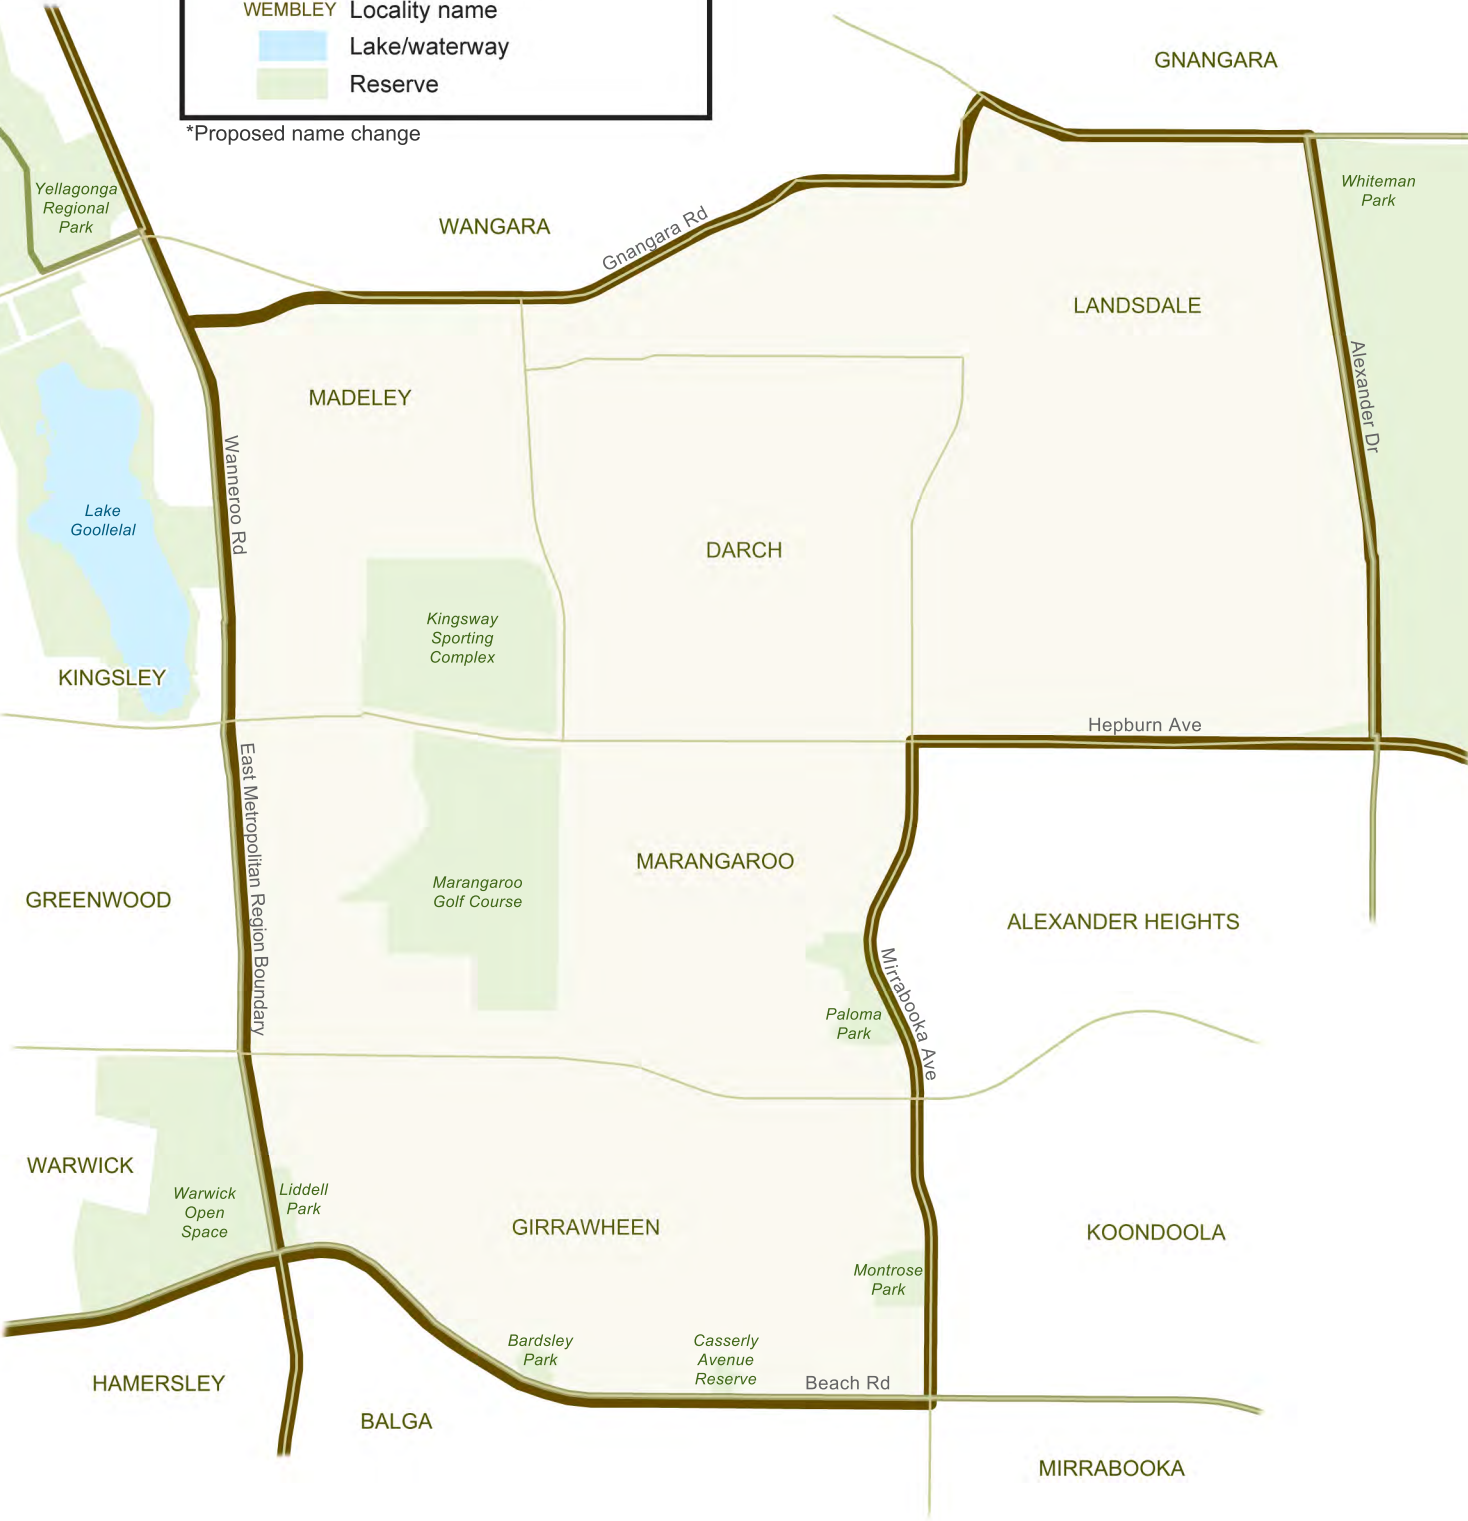 WEMBLEY Locality name
Lake/waterway
Reserve
*Proposed name change
GNANGARA
Yellagonga
Regional
Park
Whiteman
Park
WANGARA
Gnangara Rd
LANDSDALE
MADELEY
Alexander Dr
Wanneroo Rd
Lake
Goollelal
DARCH
Kingsway
Sporting
Complex
KINGSLEY
Hepburn Ave
East Metropolitan Region Boundary
MARANGAROO
Marangaroo
Golf Course
GREENWOOD
ALEXANDER HEIGHTS
Mirrabooka Ave
Paloma
Park
WARWICK
Warwick
Open
Space
Liddell
Park
GIRRAWHEEN
KOONDOOLA
Montrose
Park
Bardsley
Park
Casserly
Avenue
Reserve
Beach Rd
HAMERSLEY
BALGA
MIRRABOOKA